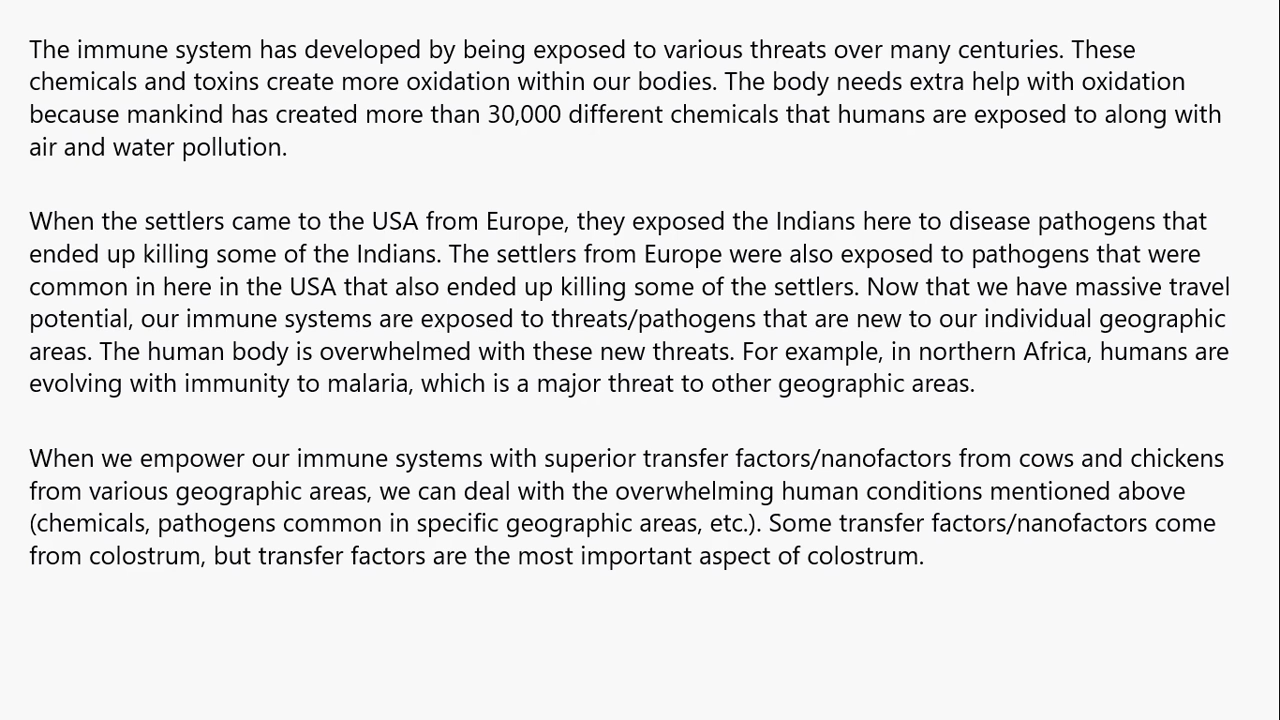 The immune system has developed by being exposed to various threats over many centuries. These
chemicals and toxins create more oxidation within our bodies. The body needs extra help with oxidation
because mankind has created more than 30,000 different chemicals that humans are exposed to along with
air and water pollution.
When the settlers came to the USA from Europe, they exposed the Indians here to disease pathogens that
ended up killing some of the Indians. The settlers from Europe were also exposed to pathogens that were
common in here in the USA that also ended up killing some of the settlers. Now that we have massive travel
potential, our immune systems are exposed to threats/pathogens that are new to our individual geographic
areas. The human body is overwhelmed with these new threats. For example, in northern Africa, humans are
evolving with immunity to malaria, which is a major threat to other geographic areas.
When we empower our immune systems with superior transfer factors/nanofactors from cows and chickens
from various geographic areas, we can deal with the overwhelming human conditions mentioned above
(chemicals, pathogens common in specific geographic areas, etc.). Some transfer factors/nanofactors come
from colostrum, but transfer factors are the most important aspect of colostrum.